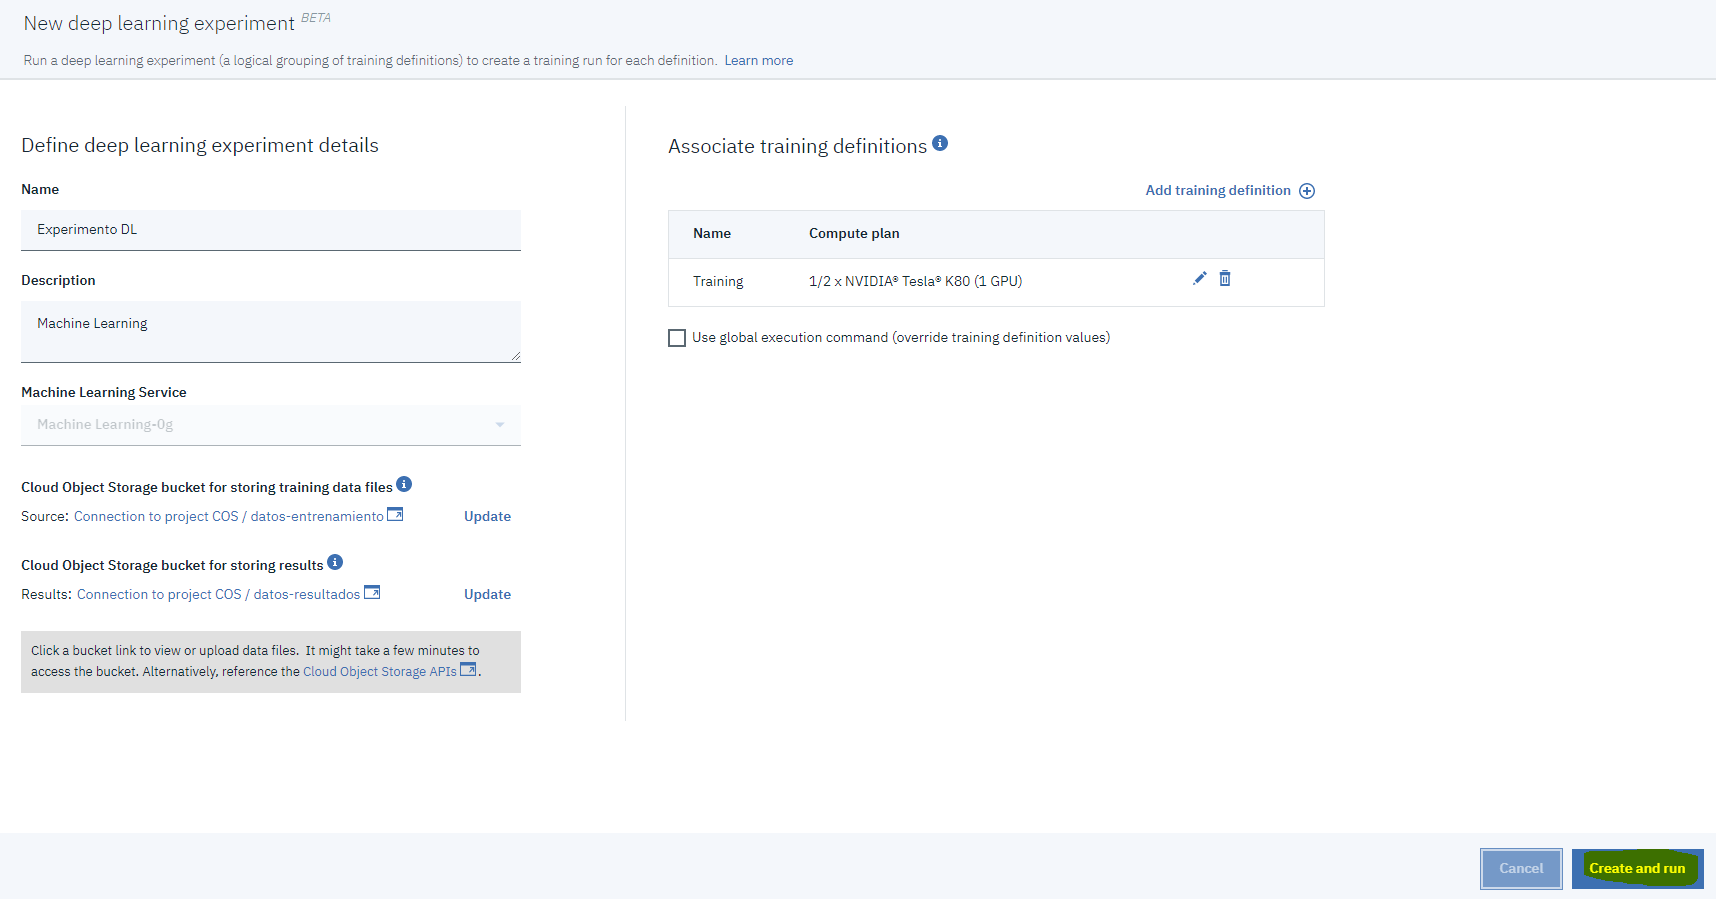 New deep learning experiment BETA
Run a deep learning experiment (a logical grouping of training definitions) to create a training run for each definition. Learn more
Define deep learning experiment details
Name
Experimento DL
Description
Machine Learning
Machine Learning Service
Machine Learning-0g
Cloud Object Storage bucket for storing training data files
Source: Connection to project COS / datos-entrenamiento Update
Cloud Object Storage bucket for storing results
Results: Connection to project COS / datos-resultados Update
Click a bucket link to view or upload data files. It might take a few minutes to
access the bucket. Alternatively, reference the Cloud Object Storage APIs .
Associate training definitions
Add training definition
Name Compute plan
Training 1/2 x NVIDIA® Tesla® K80 (1 GPU)
Use global execution command (override training definition values)
Cancel Create and run